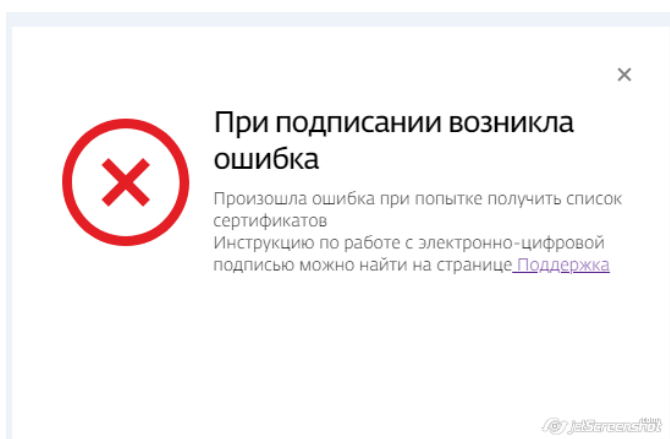 При подписании возникла
ошибка
Произошла ошибка при попытке получить список
сертификатов
Инструкцию по работе с электронно-цифровой
подписью можно найти на странице Поддержка
jetScreenshot